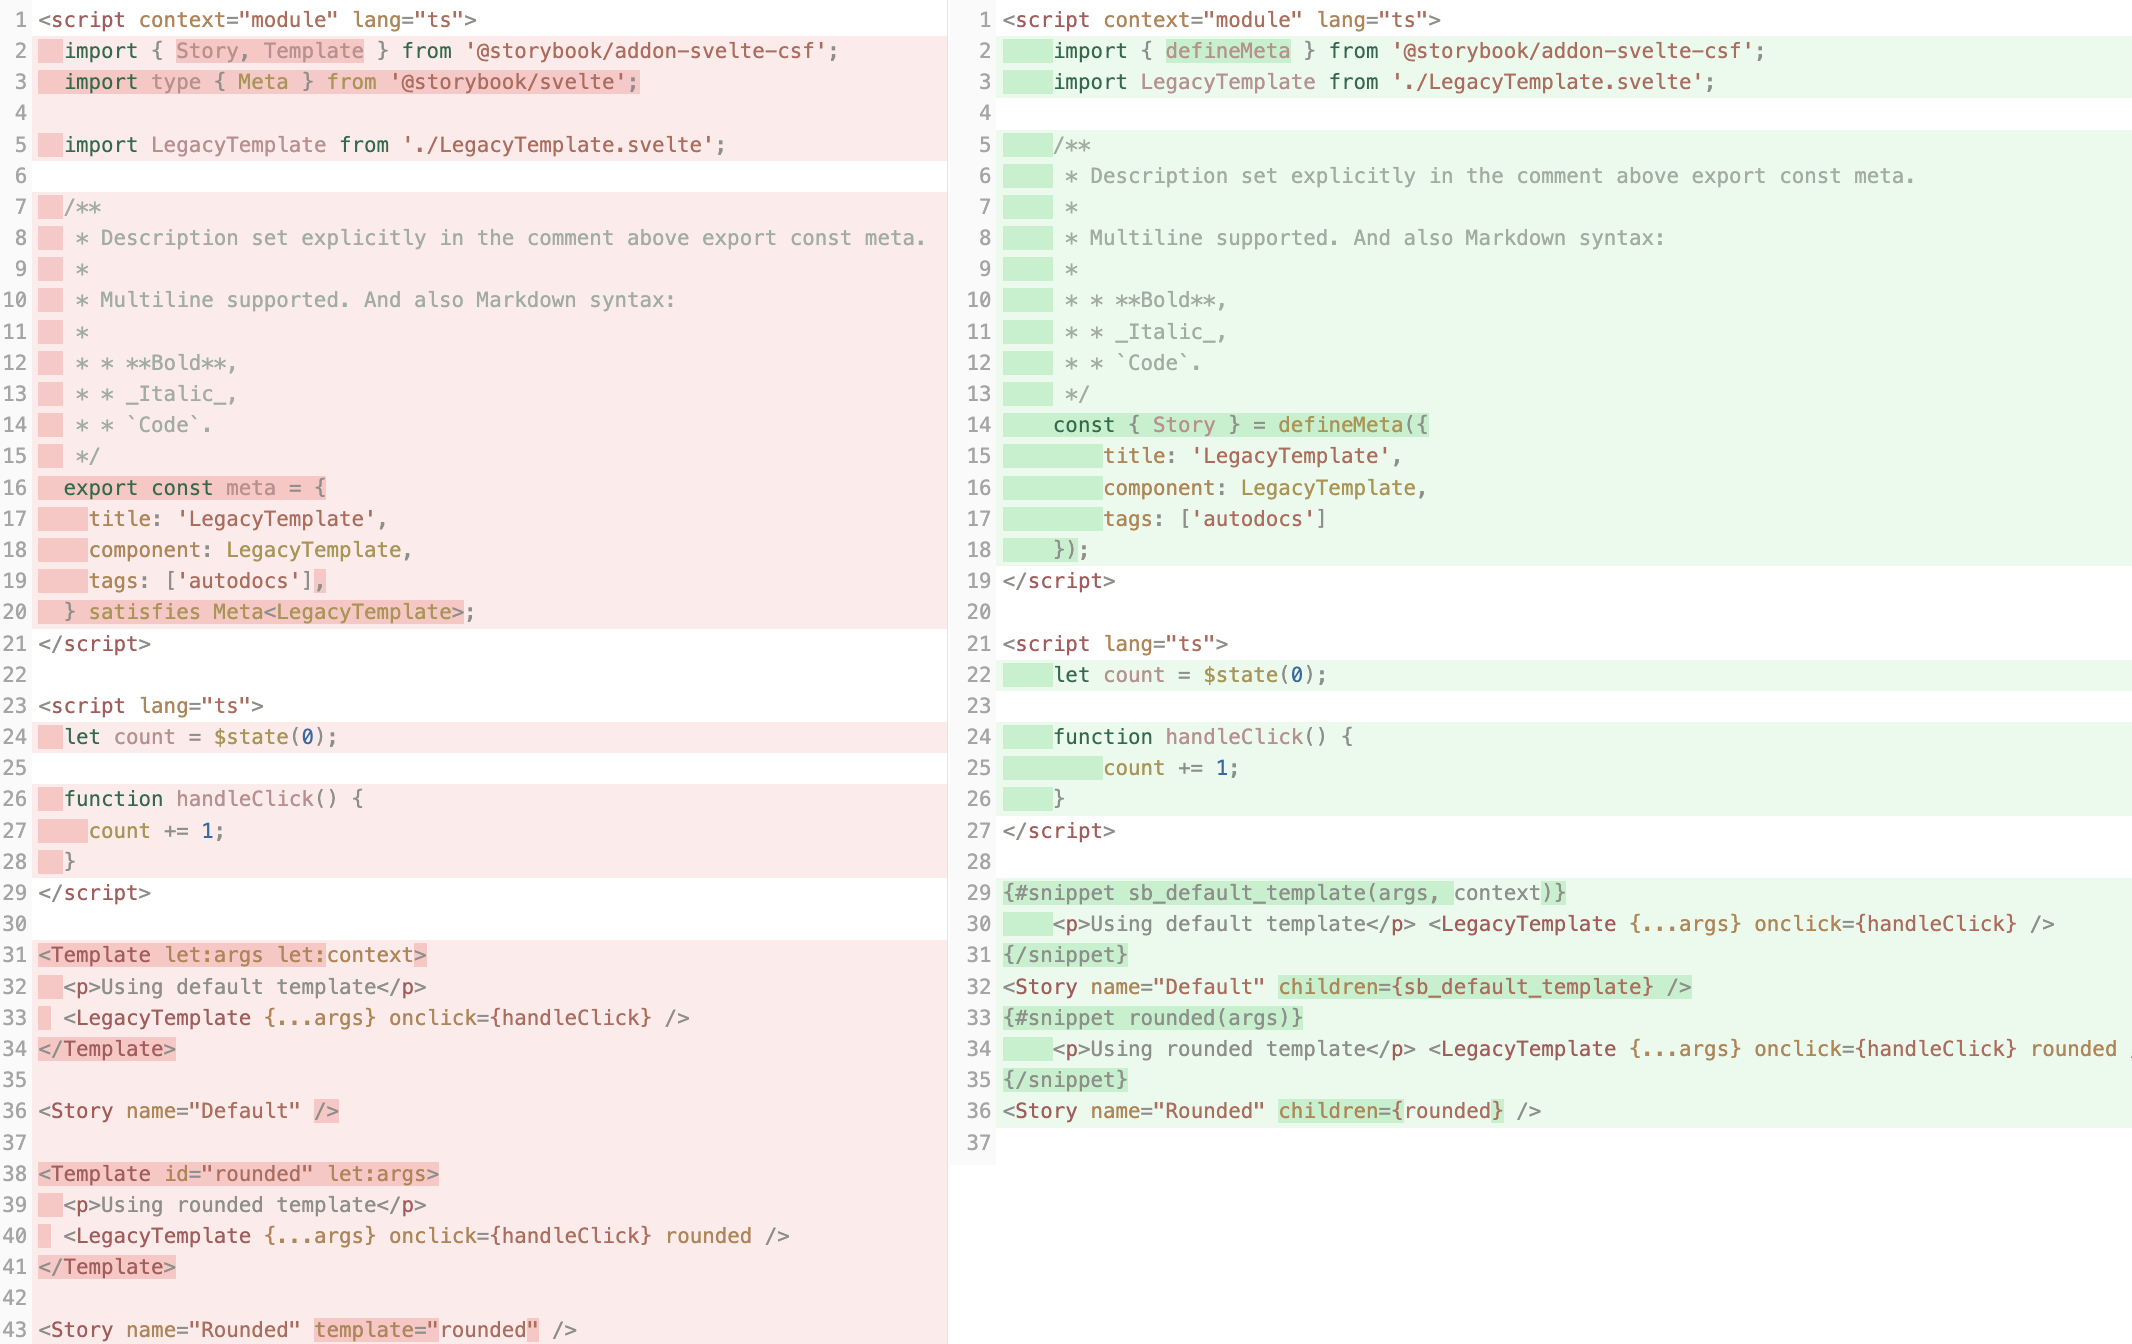 1 <script context="module" lang="ts">
2   import { Story, Template } from '@storybook/addon-svelte-csf';
3   import type { Meta } from '@storybook/svelte';
4
5   import LegacyTemplate from './LegacyTemplate.svelte';
6
7   /**
8    * Description set explicitly in the comment above export const meta.
9    *
10    * Multiline supported. And also Markdown syntax:
11    *
12    * * **Bold**,
13    * * _Italic_,
14    * * `Code`.
15    */
16   export const meta = {
17     title: 'LegacyTemplate',
18     component: LegacyTemplate,
19     tags: ['autodocs'],
20   } satisfies Meta<LegacyTemplate>;
21 </script>
22
23 <script lang="ts">
24   let count = $state(0);
25
26   function handleClick() {
27     count += 1;
28   }
29 </script>
30
31 <Template let:args let:context>
32   <p>Using default template</p>
33   <LegacyTemplate {...args} onclick={handleClick} />
34 </Template>
35
36 <Story name="Default" />
37
38 <Template id="rounded" let:args>
39   <p>Using rounded template</p>
40   <LegacyTemplate {...args} onclick={handleClick} rounded />
41 </Template>
42
43 <Story name="Rounded" template="rounded" />
1 <script context="module" lang="ts">
2     import { defineMeta } from '@storybook/addon-svelte-csf';
3     import LegacyTemplate from './LegacyTemplate.svelte';
4
5     /**
6      * Description set explicitly in the comment above export const meta.
7      *
8      * Multiline supported. And also Markdown syntax:
9      *
10      * * **Bold**,
11      * * _Italic_,
12      * * `Code`.
13      */
14     const { Story } = defineMeta({
15         title: 'LegacyTemplate',
16         component: LegacyTemplate,
17         tags: ['autodocs']
18     });
19 </script>
20
21 <script lang="ts">
22     let count = $state(0);
23
24     function handleClick() {
25         count += 1;
26     }
27 </script>
28
29 {#snippet sb_default_template(args, context)}
30     <p>Using default template</p> <LegacyTemplate {...args} onclick={handleClick} />
31 {/snippet}
32 <Story name="Default" children={sb_default_template} />
33 {#snippet rounded(args)}
34     <p>Using rounded template</p> <LegacyTemplate {...args} onclick={handleClick} rounded
35 {/snippet}
36 <Story name="Rounded" children={rounded} />
37